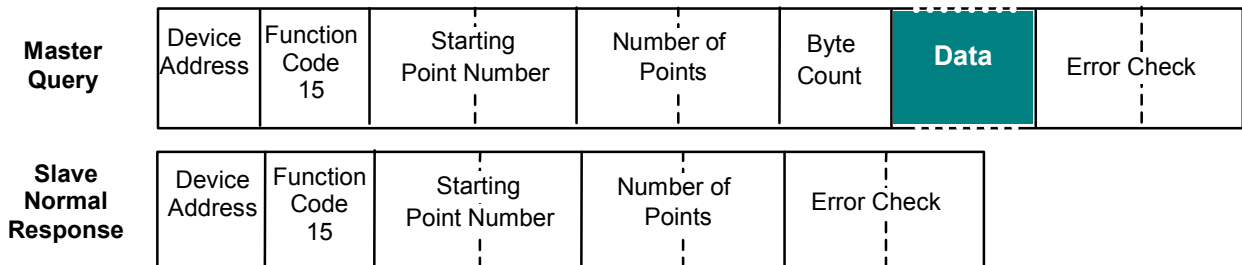 Master
Query
Device
Address
Function
Code
15
Starting
Point Number
Number of
Points
Byte
Count
Data
Error Check
Slave
Normal
Response
Device
Address
Function
Code
15
Starting
Point Number
Number of
Points
Error Check